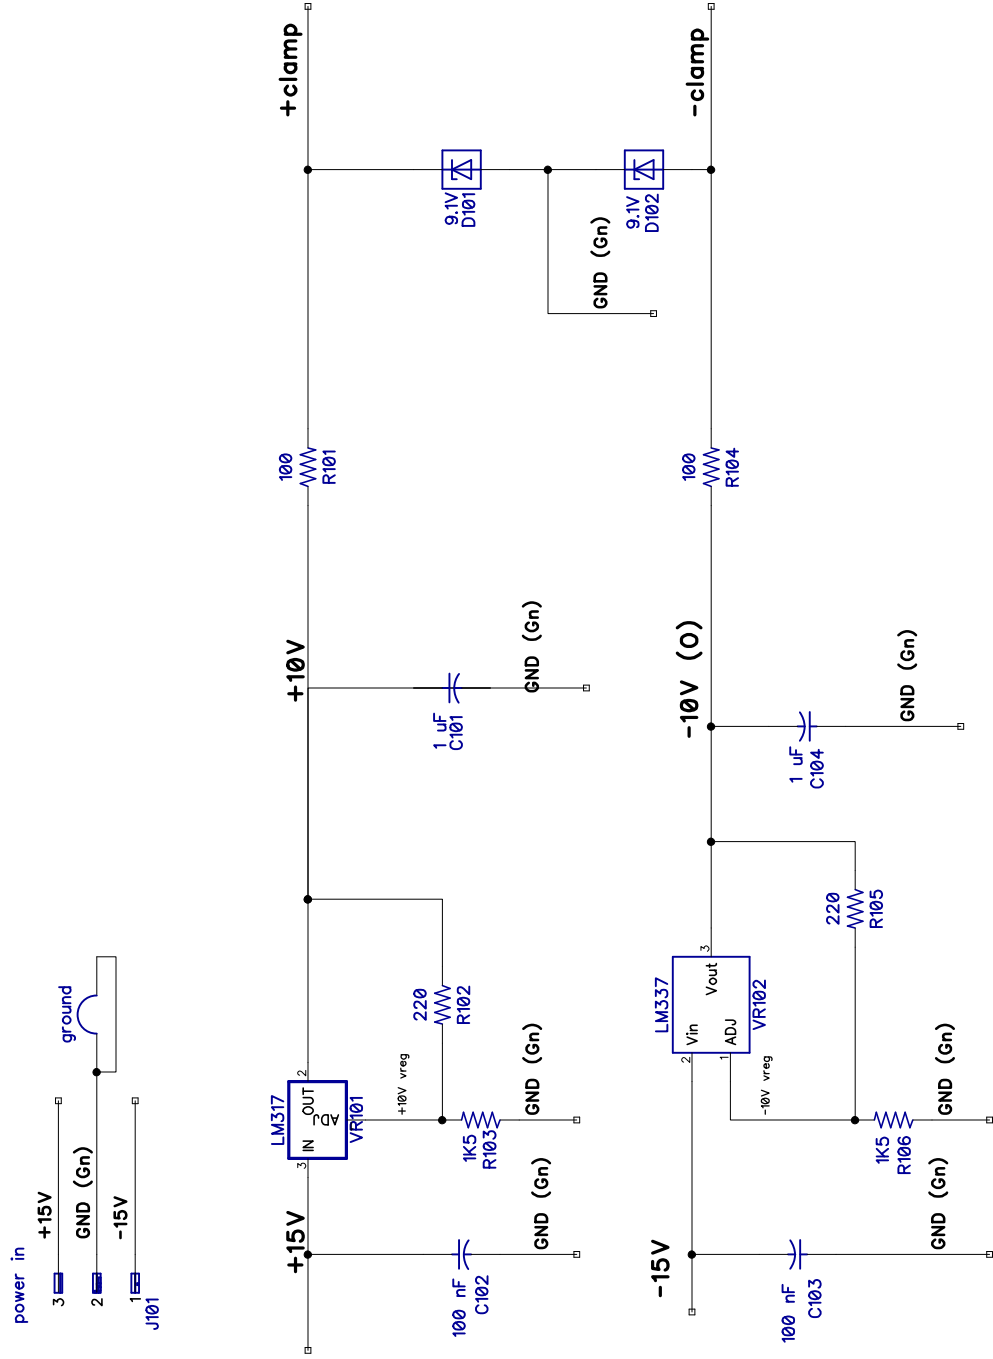 power in
+15V
GND (Gn)
-15V
3
2
1
J101
ground
+15V
100 nF
C102
GND (Gn)
LM317
IN
OUT
ADJ
VR101
3
2
+10V vreg
1K5
R103
GND (Gn)
220
R102
+10V
1 uF
C101
GND (Gn)
100
R101
+clamp
9.1V
D101
GND (Gn)
9.1V
D102
-clamp
100
R104
-10V (O)
1 uF
C104
GND (Gn)
LM337
Vin
Vout
ADJ
VR102
2
3
1
-10V vreg
220
R105
1K5
R106
GND (Gn)
-15V
100 nF
C103
GND (Gn)